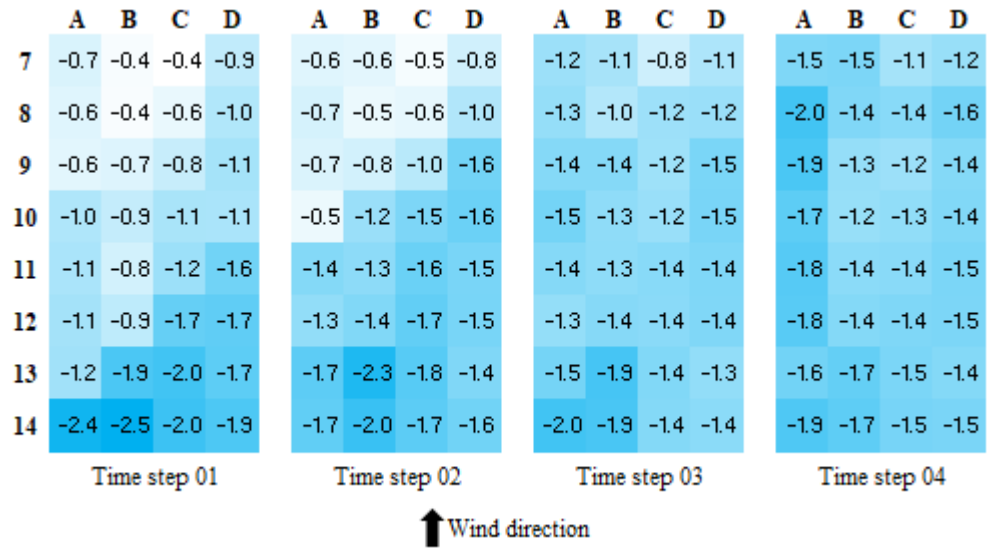 A B C D A B C D A B C D A B C D
7 −0.7 −0.4 −0.4 −0.9 −0.6 −0.6 −0.5 −0.8 −1.2 −1.1 −0.8 −1.1 −1.5 −1.5 −1.1 −1.2
8 −0.6 −0.4 −0.6 −1.0 −0.7 −0.5 −0.6 −1.0 −1.3 −1.0 −1.2 −1.2 −2.0 −1.4 −1.4 −1.6
9 −0.6 −0.7 −0.8 −1.1 −0.7 −0.8 −1.0 −1.6 −1.4 −1.4 −1.2 −1.5 −1.9 −1.3 −1.2 −1.4
10 −1.0 −0.9 −1.1 −1.1 −0.5 −1.2 −1.5 −1.6 −1.5 −1.3 −1.2 −1.5 −1.7 −1.2 −1.3 −1.4
11 −1.1 −0.8 −1.2 −1.6 −1.4 −1.3 −1.6 −1.5 −1.4 −1.3 −1.4 −1.4 −1.8 −1.4 −1.4 −1.5
12 −1.1 −0.9 −1.7 −1.7 −1.3 −1.4 −1.7 −1.5 −1.3 −1.4 −1.4 −1.4 −1.8 −1.4 −1.4 −1.5
13 −1.2 −1.9 −2.0 −1.7 −1.7 −2.3 −1.8 −1.4 −1.5 −1.9 −1.4 −1.3 −1.6 −1.7 −1.5 −1.4
14 −2.4 −2.5 −2.0 −1.9 −1.7 −2.0 −1.7 −1.6 −2.0 −1.9 −1.4 −1.4 −1.9 −1.7 −1.5 −1.5
Time step 01 Time step 02 Time step 03 Time step 04
Wind direction